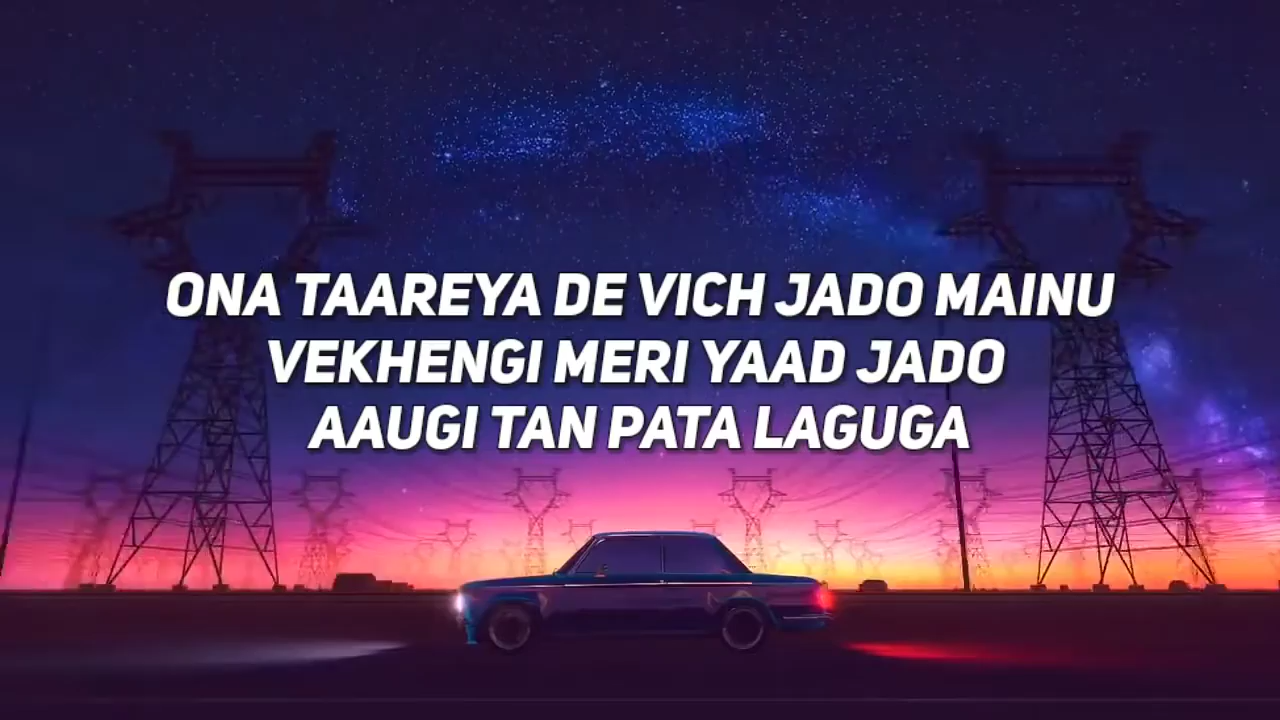 ONA TAAREYA DE VICH JADO MAINU
VEKHENGI MERI YAAD JADO
AAUGI TAN PATA LAGUGA